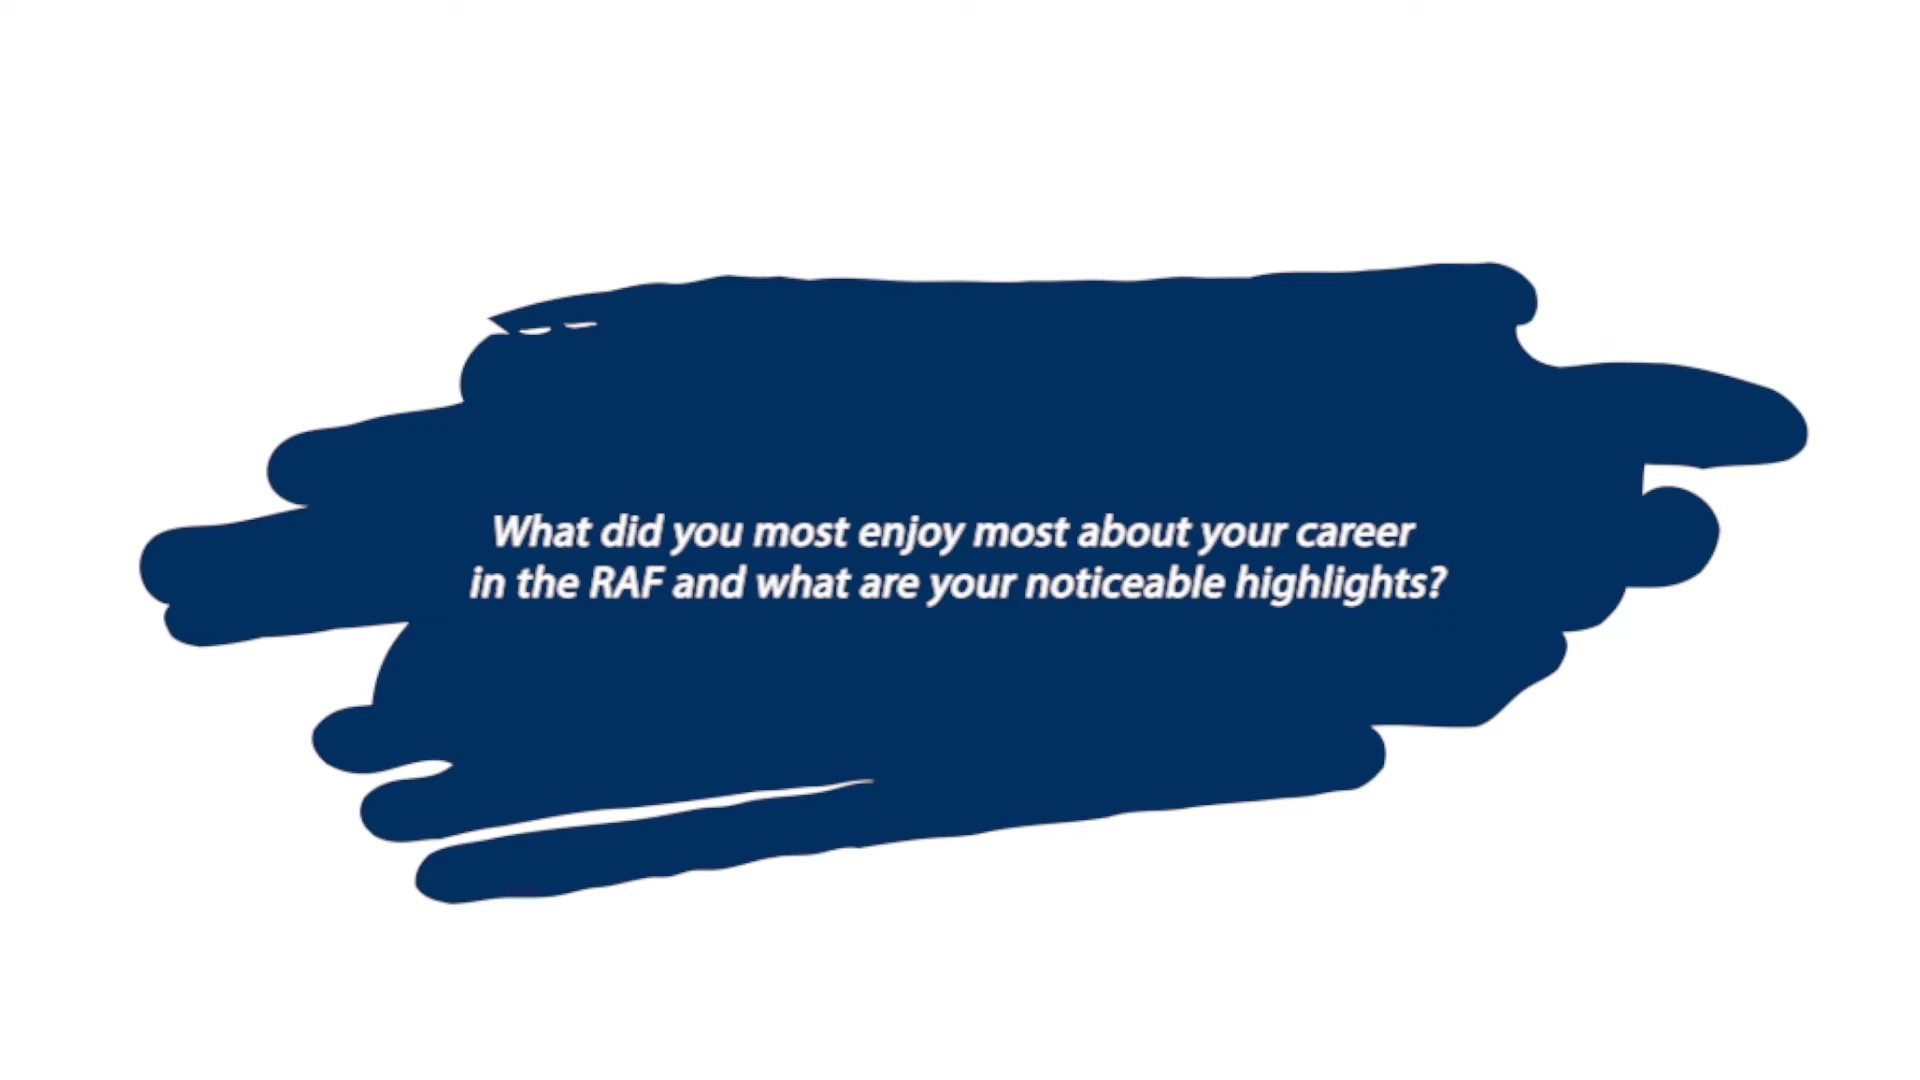 What did you most enjoy most about your career
in the RAF and what are your noticeable highlights?